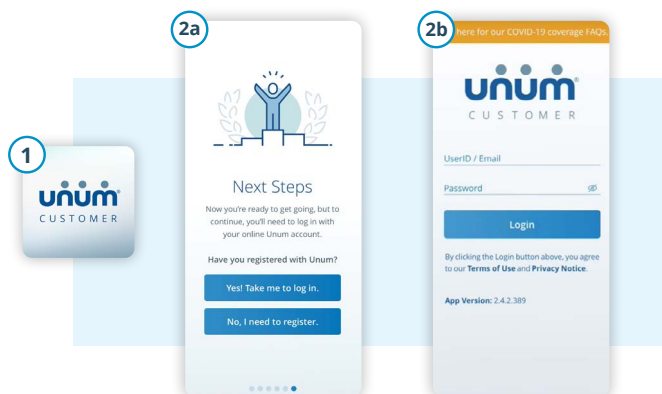 1
unum
CUSTOMER
2a
Next Steps
Now you're ready to get going, but to
continue, you'll need to log in with
your online Unum account.
Have you registered with Unum?
Yes! Take me to log in.
No, I need to register.
2b
here for our COVID-19 coverage FAQs.
unum
CUSTOMER
UserID / Email
Password
Login
By clicking the Login button above, you agree
to our Terms of Use and Privacy Notice.
App Version: 2.4.2.389